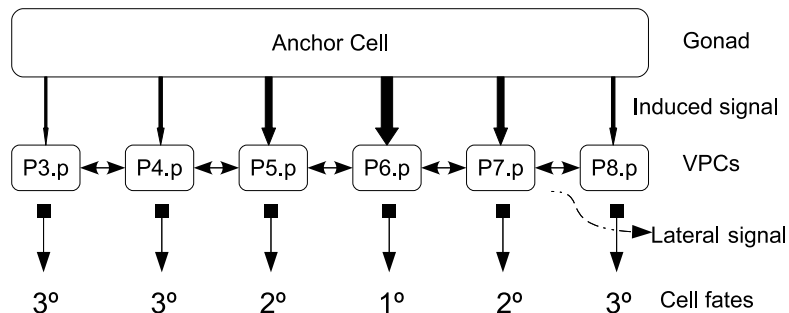 Anchor Cell
Gonad
Induced signal
P3.p P4.p P5.p P6.p P7.p P8.p VPCs
Lateral signal
3º 3º 2º 1º 2º 3º Cell fates